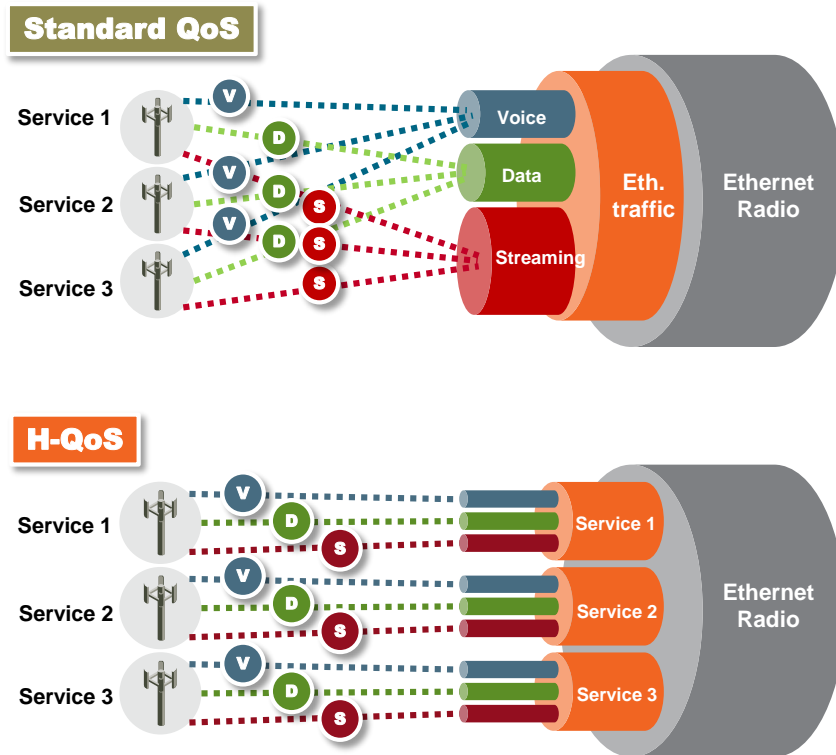 Standard QoS
Service 1
V
D
Voice
Data
Eth.
traffic
Ethernet
Radio
Service 2
V
D
S
Service 3
V
D
S
S
Streaming
H-QoS
Service 1
V
D
S
Service 1
Service 2
V
D
S
Service 2
Ethernet
Radio
Service 3
V
D
S
Service 3